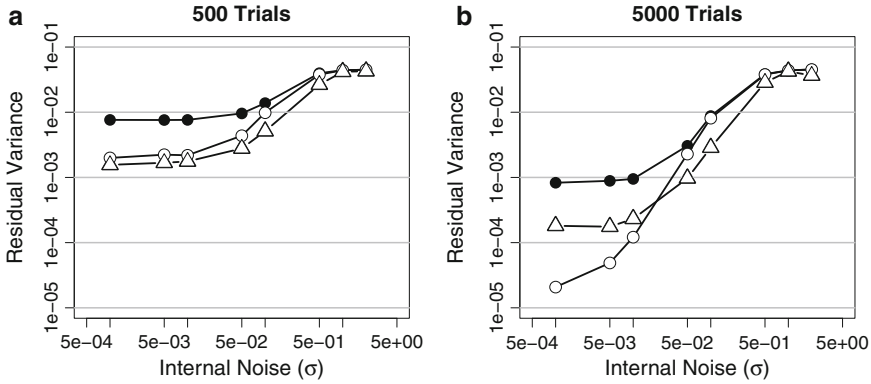 a
500 Trials
Residual Variance
1e−01
1e−02
1e−03
1e−04
1e−05
5e−04 5e−03 5e−02 5e−01 5e+00
Internal Noise (σ)
b
5000 Trials
Residual Variance
1e−01
1e−02
1e−03
1e−04
1e−05
5e−04 5e−03 5e−02 5e−01 5e+00
Internal Noise (σ)